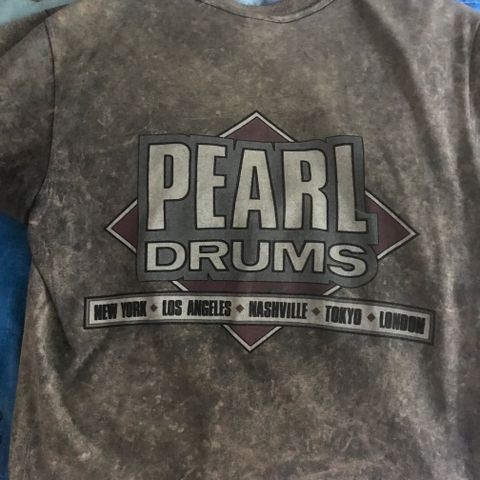 PEARL
DRUMS
NEW YORK ◆ LOS ANGELES ◆ NASHVILLE ◆ TOKYO ◆ LONDON